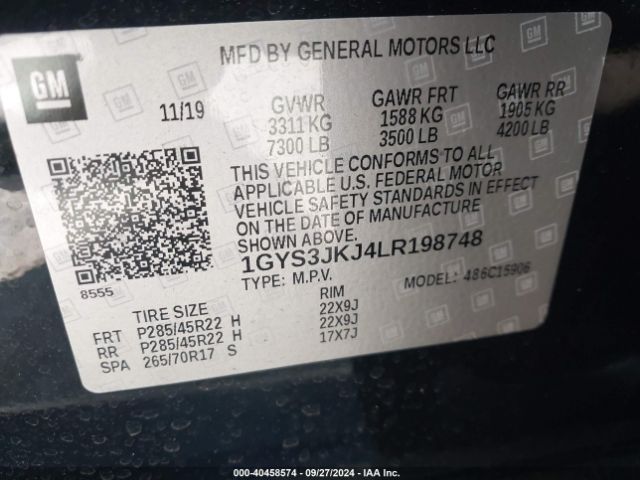 GM
MFD BY GENERAL MOTORS LLC
11/19
GVWR GAWR FRT GAWR RR
3311 KG 1588 KG 1905 KG
7300 LB 3500 LB 4200 LB
THIS VEHICLE CONFORMS TO ALL
APPLICABLE U.S. FEDERAL MOTOR
VEHICLE SAFETY STANDARDS IN EFFECT
ON THE DATE OF MANUFACTURE
SHOWN ABOVE.
1GYS3JKJ4LR198748
8555
TYPE: M.P.V. MODEL: 486C15906
TIRE SIZE RIM
FRT P285/45R22 H 22X9J
RR P285/45R22 H 22X9J
SPA 265/70R17 S 17X7J
000-40458574 / 09/27/2024 - IAA Inc.